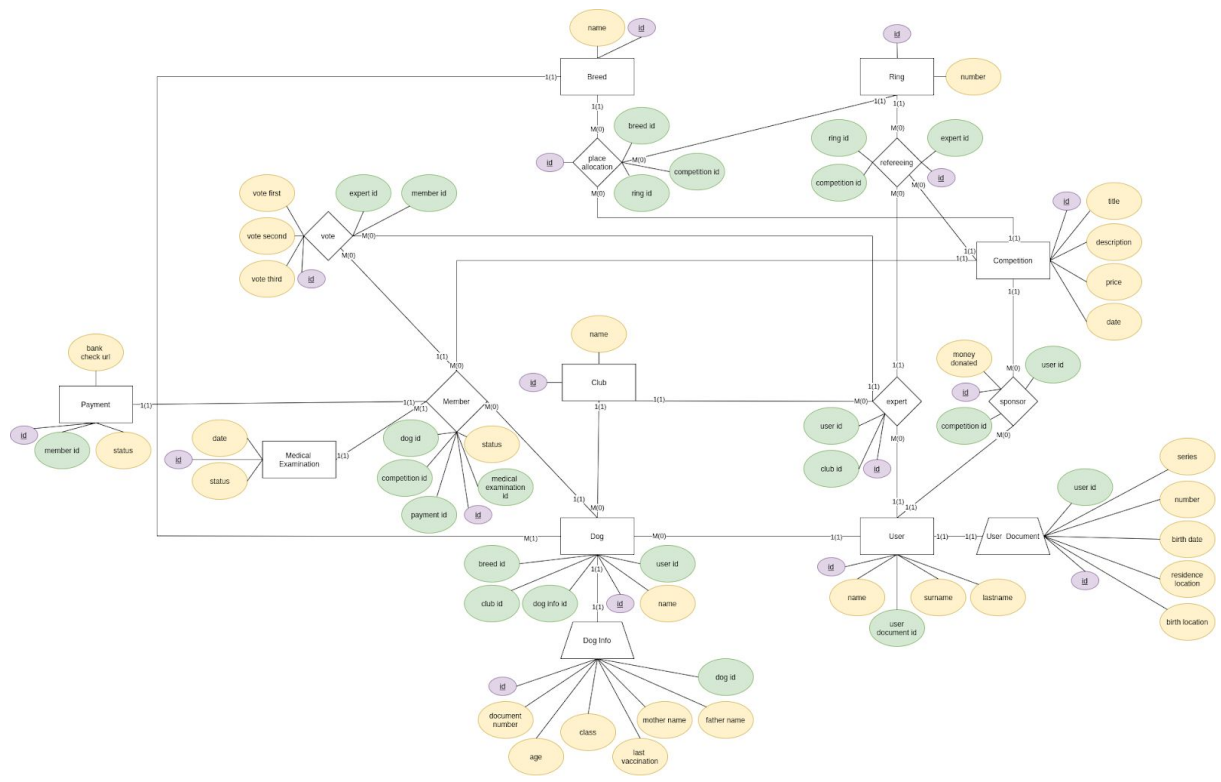 name
id
id
1(1)
Breed
Ring
number
1(1)
1(1)
1(1)
breed id
M(0)
M(0)
ring id
expert id
place
allocation
id
M(0)
refereeing
competition id
id
competition id
M(0)
ring id
M(0)
M(0)
vote first
expert id
member id
id
title
vote second
vote
M(0)
1(1)
description
1(1)
1(1)
Competition
M(0)
vote third
id
price
1(1)
date
name
bank
check url
1(1)
M(0)
1(1)
money
donated
M(0)
user id
id
Club
Payment
1(1)
1(1)
M(1)
Member
M(0)
1(1)
1(1)
1(1)
M(0)
expert
id
sponsor
competition id
M(0)
id
member id
status
date
id
status
Medical
Examination
1(1)
dog id
status
competition id
medical
examination
id
payment id
id
user id
club id
id
M(0)
series
user id
number
1(1)
M(0)
1(1)
1(1)
M(1)
Dog
M(0)
1(1)
User
1(1)
1(1)
User Document
birth date
breed id
user id
id
id
residence
location
club id
dog info id
1(1)
id
name
name
surname
lastname
user
document id
birth location
1(1)
Dog Info
id
dog id
document
number
class
mother name
father name
age
last
vaccination